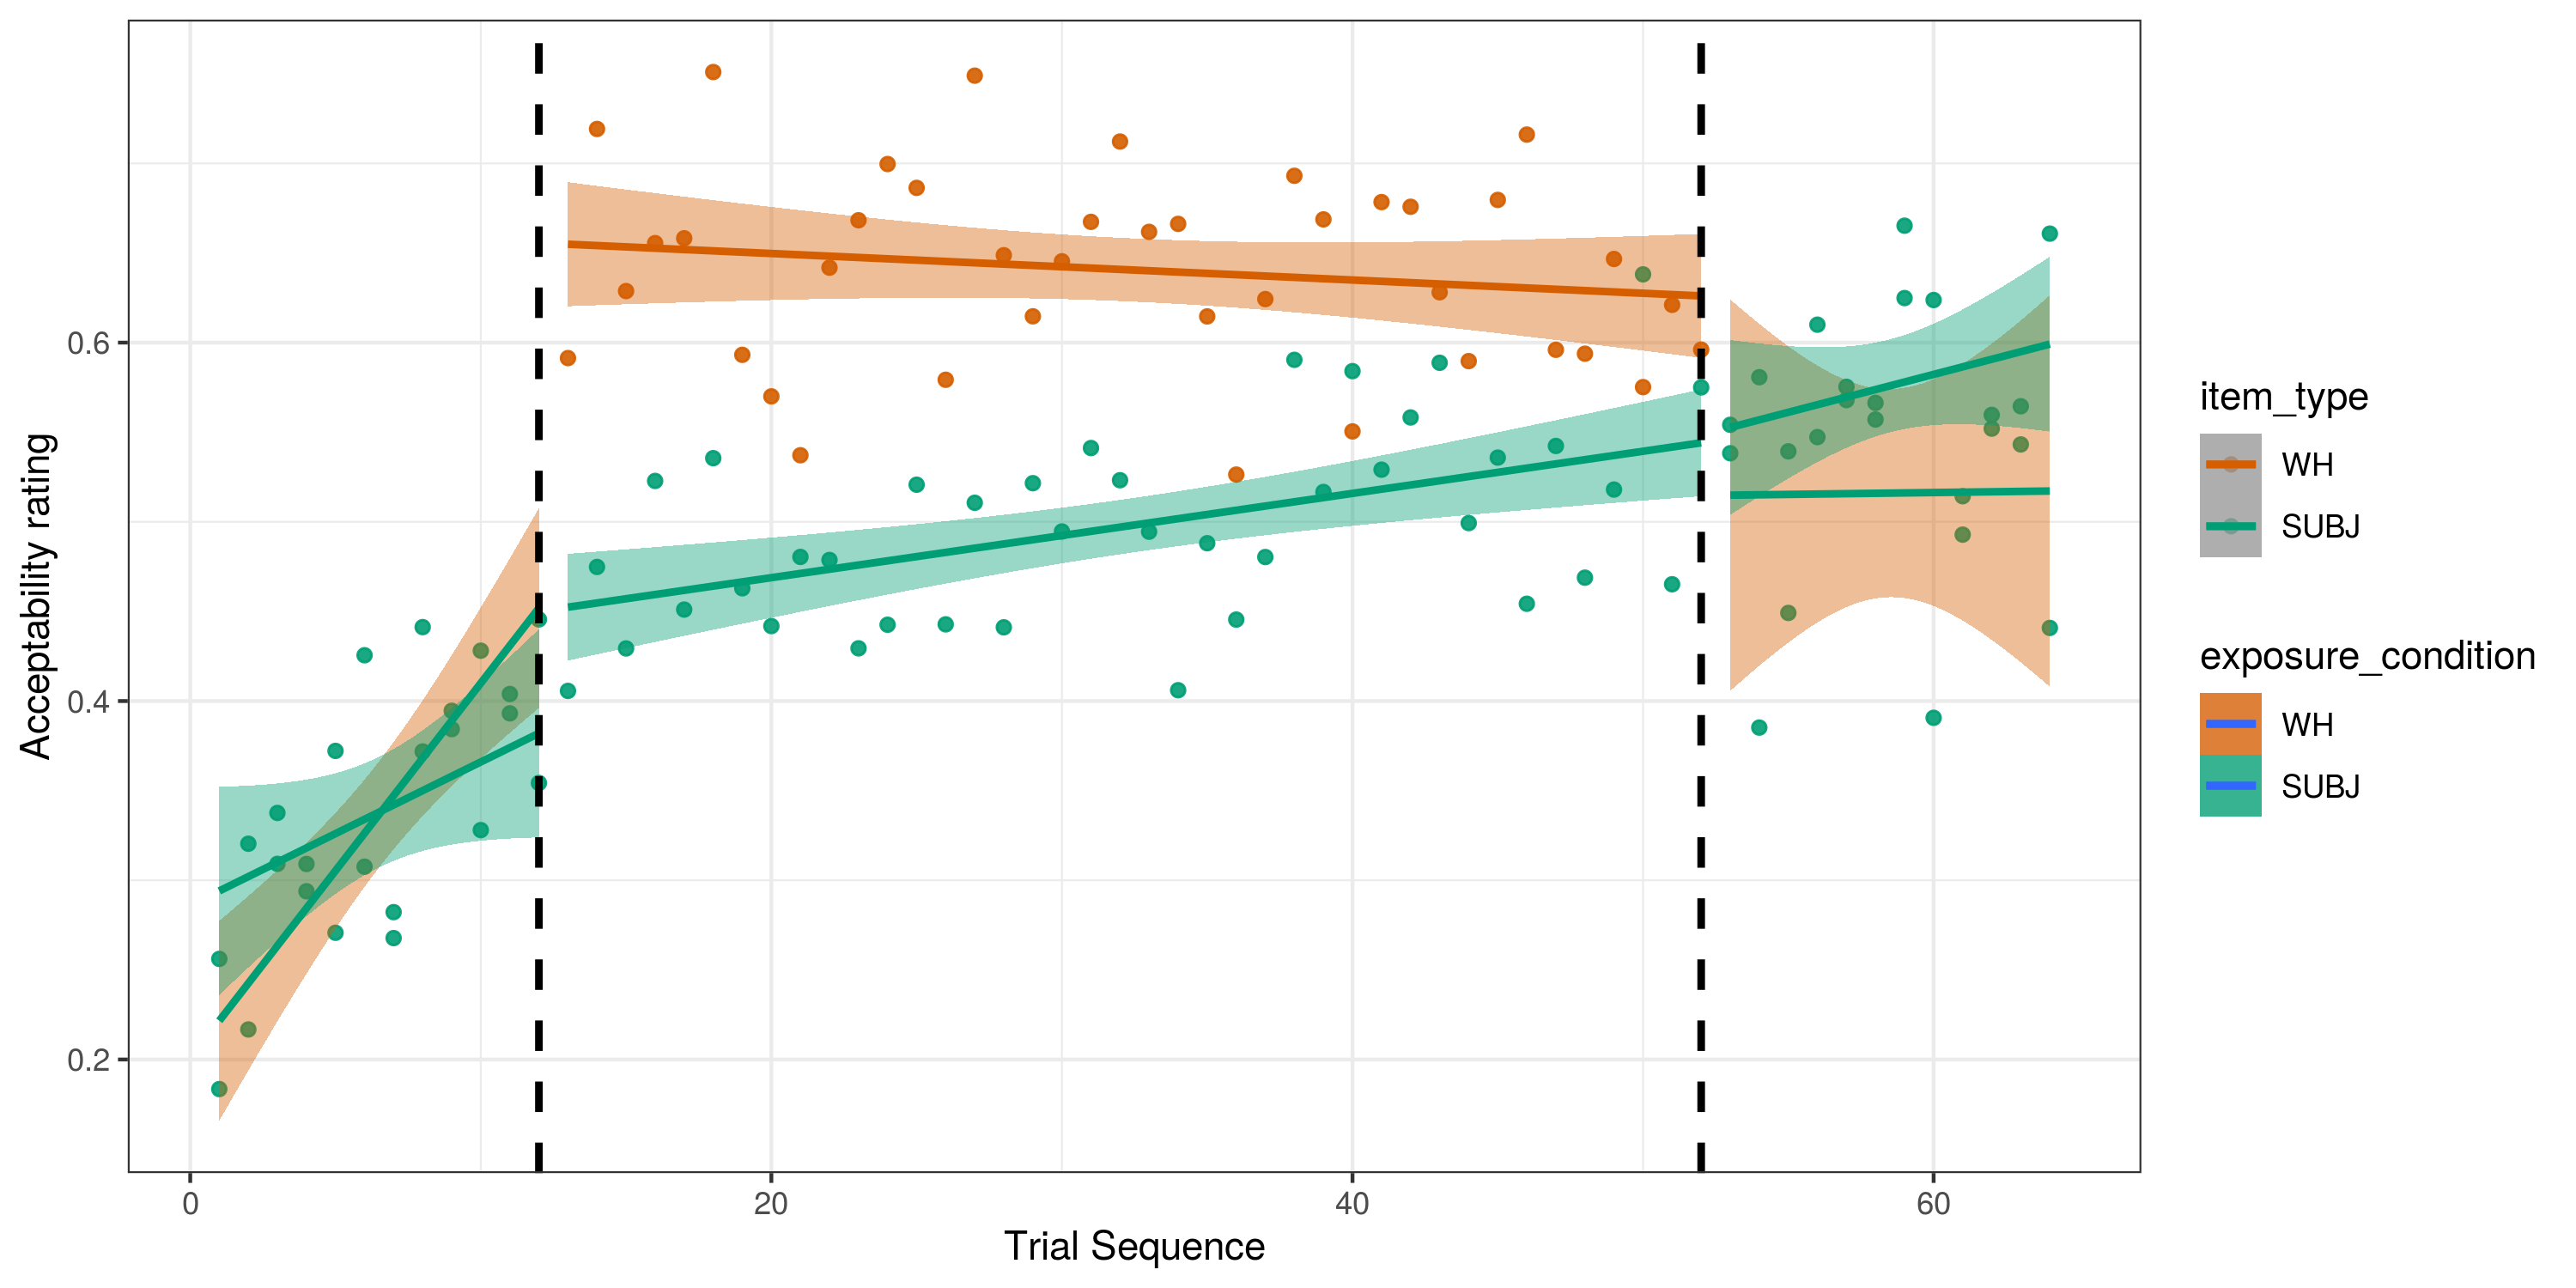 Acceptability rating
0.6
0.4
0.2
0
20
40
60
Trial Sequence
item_type
WH
SUBJ
exposure_condition
WH
SUBJ